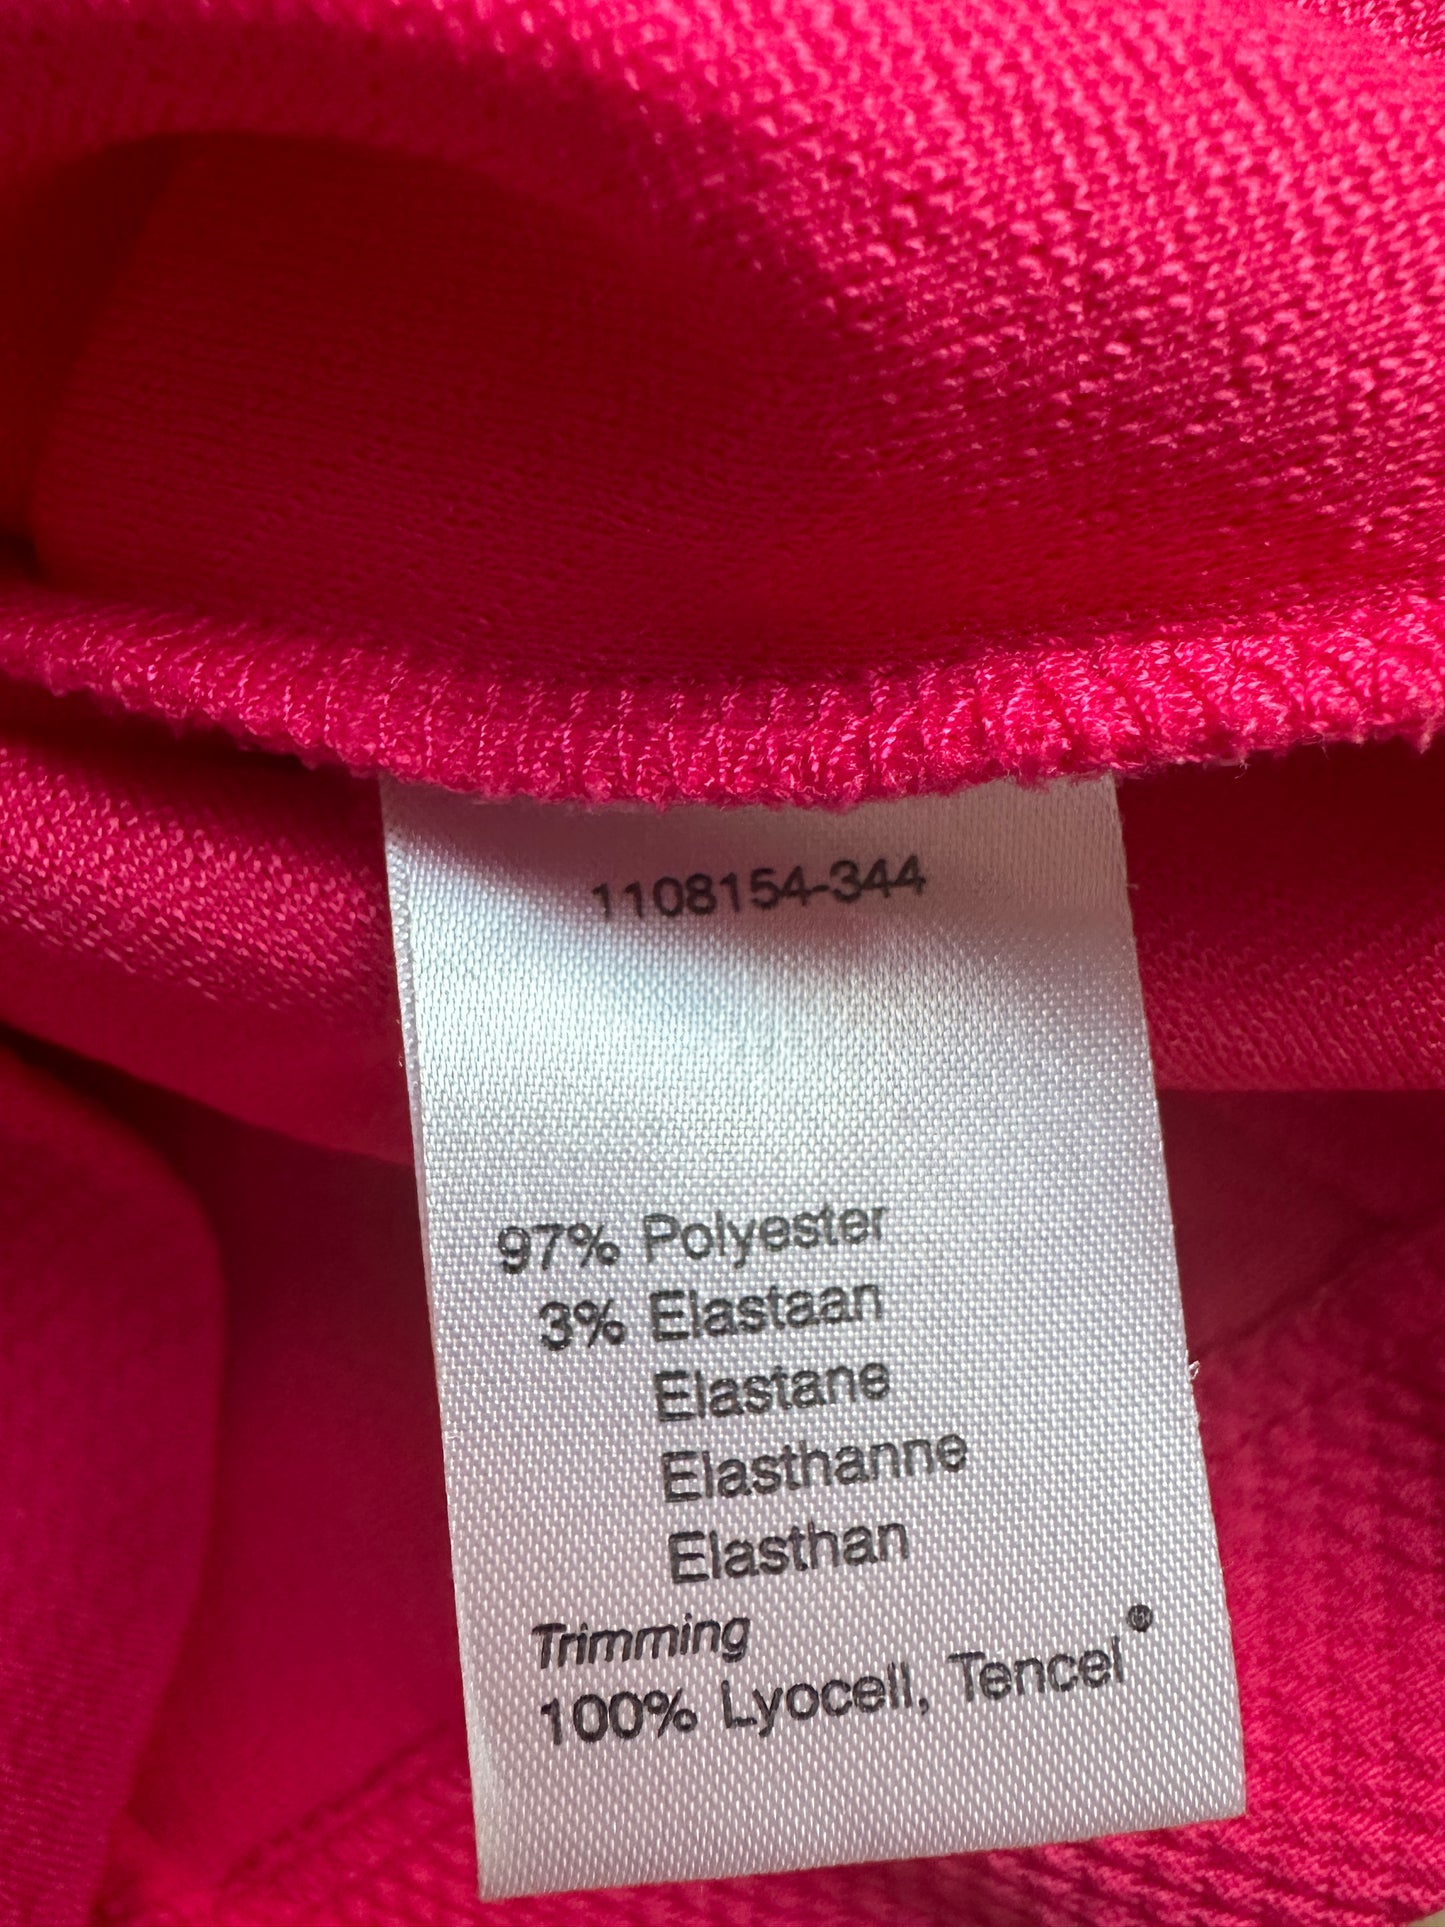 1108154-344
97% Polyester
3% Elastaan
Elastane
Elasthanne
Elasthan
Trimming
100% Lyocell, Tencel®